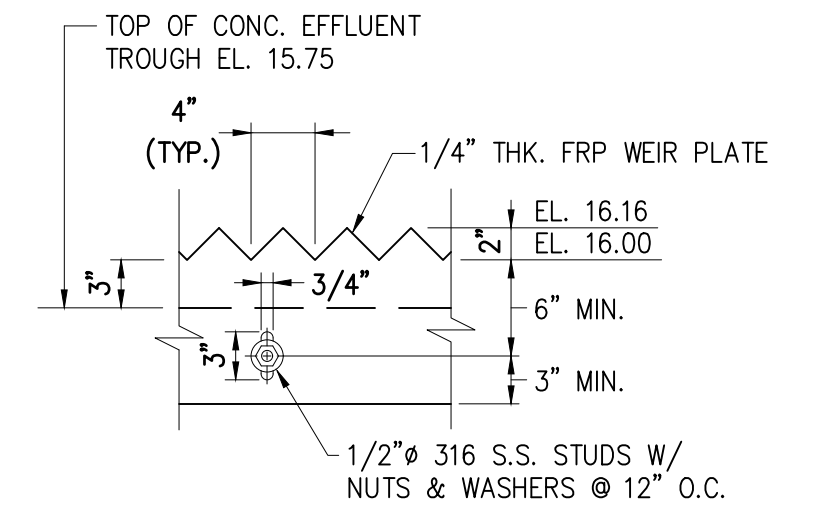 TOP OF CONC. EFFLUENT
TROUGH EL. 15.75
4"
(TYP.)
1/4" THK. FRP WEIR PLATE
EL. 16.16
2"
EL. 16.00
3"
3/4"
6" MIN.
3"
3" MIN.
1/2"ø 316 S.S. STUDS W/
NUTS & WASHERS @ 12" O.C.